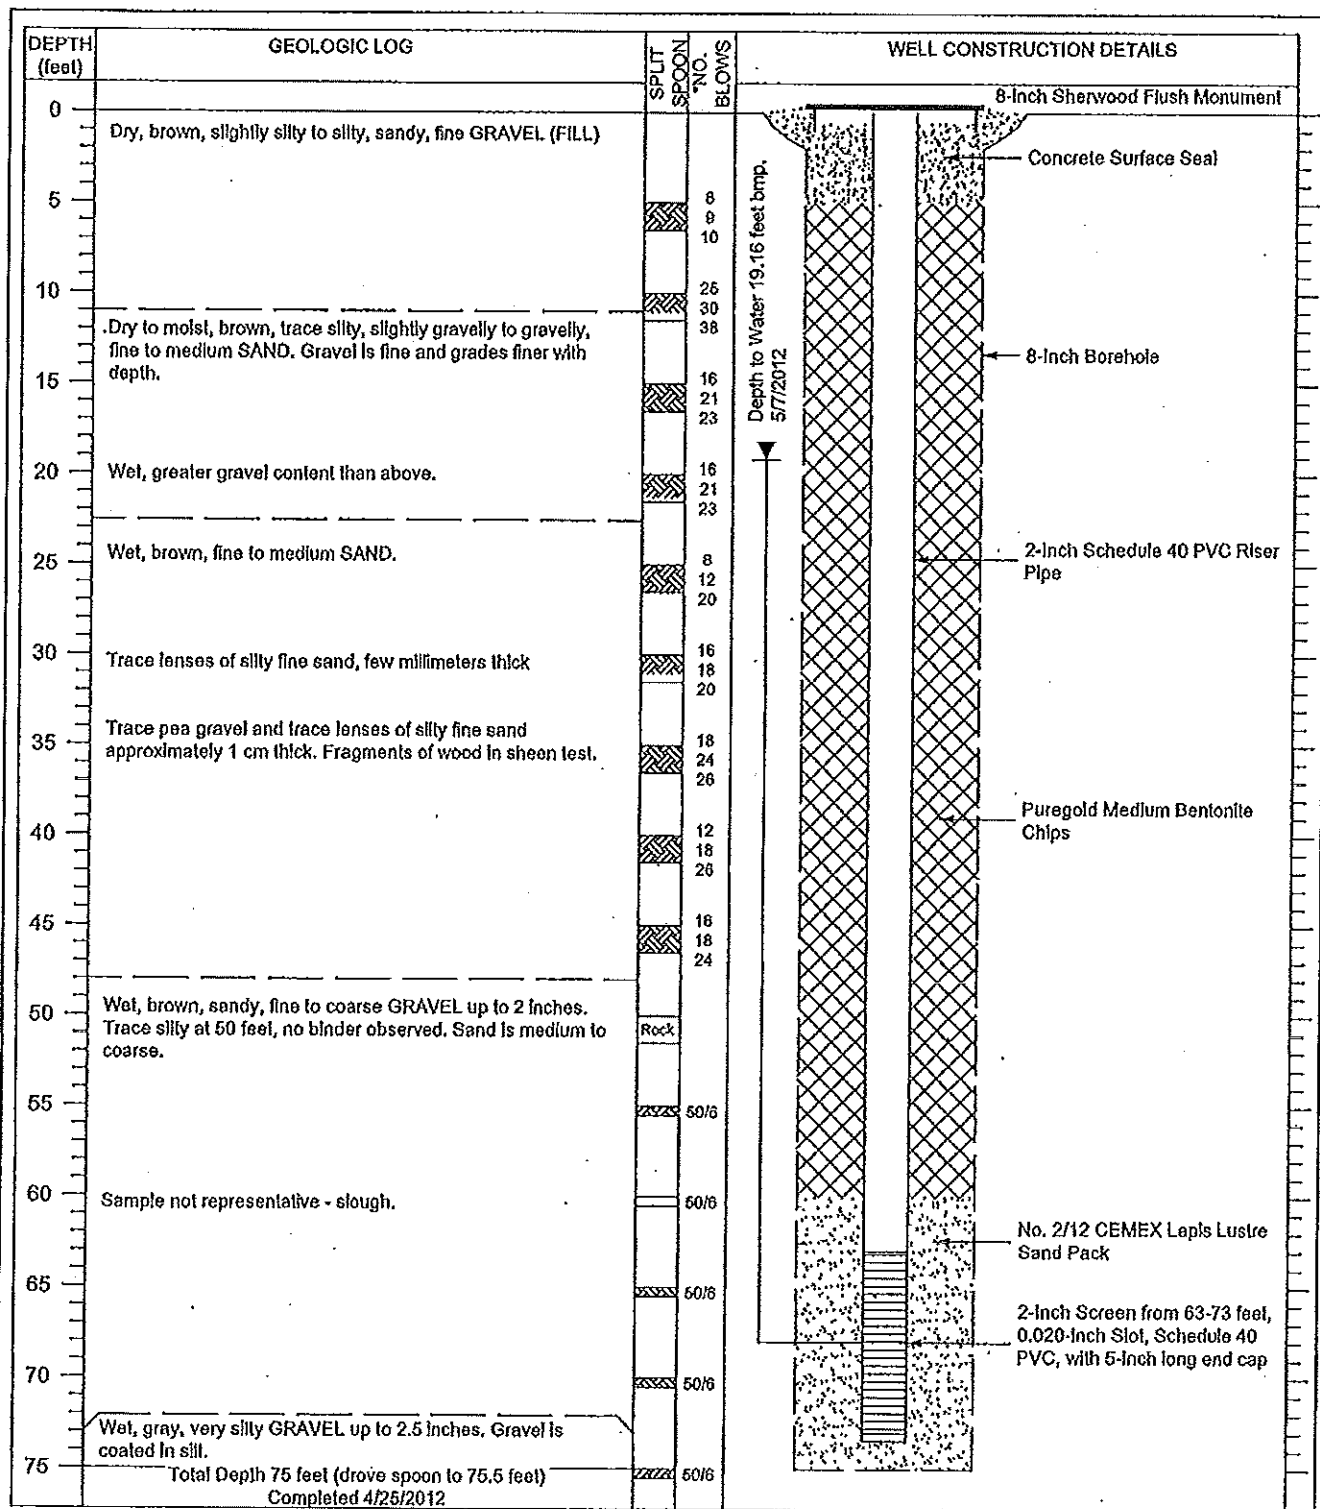 DEPTH
(feet)
GEOLOGIC LOG
SPLIT
SPOON
*NO.
BLOWS
WELL CONSTRUCTION DETAILS
8-Inch Sherwood Flush Monument
0
Dry, brown, slightly silty to silty, sandy, fine GRAVEL (FILL)
Concrete Surface Seal
5
8
9
10
10
26
30
38
Dry to moist, brown, trace silty, slightly gravelly to gravelly,
fine to medium SAND. Gravel is fine and grades finer with
depth.
Depth to Water 19.16 feet bmp,
5/7/2012
8-Inch Borehole
15
16
21
23
20
Wet, greater gravel content than above.
16
21
23
25
Wet, brown, fine to medium SAND.
8
12
20
2-Inch Schedule 40 PVC Riser
Pipe
30
Trace lenses of silty fine sand, few millimeters thick
16
18
20
Trace pea gravel and trace lenses of silty fine sand
approximately 1 cm thick. Fragments of wood in sheen test.
35
18
24
26
Puregold Medium Bentonite
Chips
40
12
18
26
45
16
18
24
Wet, brown, sandy, fine to coarse GRAVEL up to 2 inches.
Trace silty at 50 feet, no binder observed. Sand is medium to
coarse.
50
Rock
55
50/6
60
Sample not representative - slough.
50/6
No. 2/12 CEMEX Lapis Lustre
Sand Pack
65
50/6
2-Inch Screen from 63-73 feet,
0.020-Inch Slot, Schedule 40
PVC, with 5-Inch long end cap
70
50/6
Wet, gray, very silty GRAVEL up to 2.5 inches. Gravel is
coated in silt.
75
50/6
Total Depth 75 feet (drove spoon to 75.5 feet)
Completed 4/25/2012